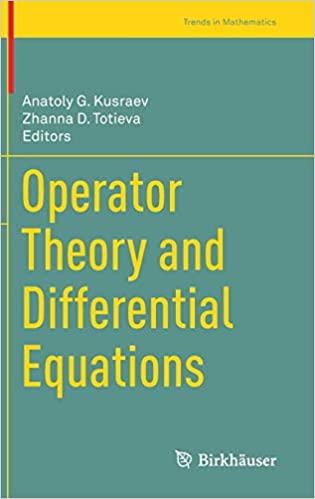 Trends in Mathematics
Anatoly G. Kusraev
Zhanna D. Totieva
Editors
Operator
Theory and
Differential
Equations
Birkhäuser